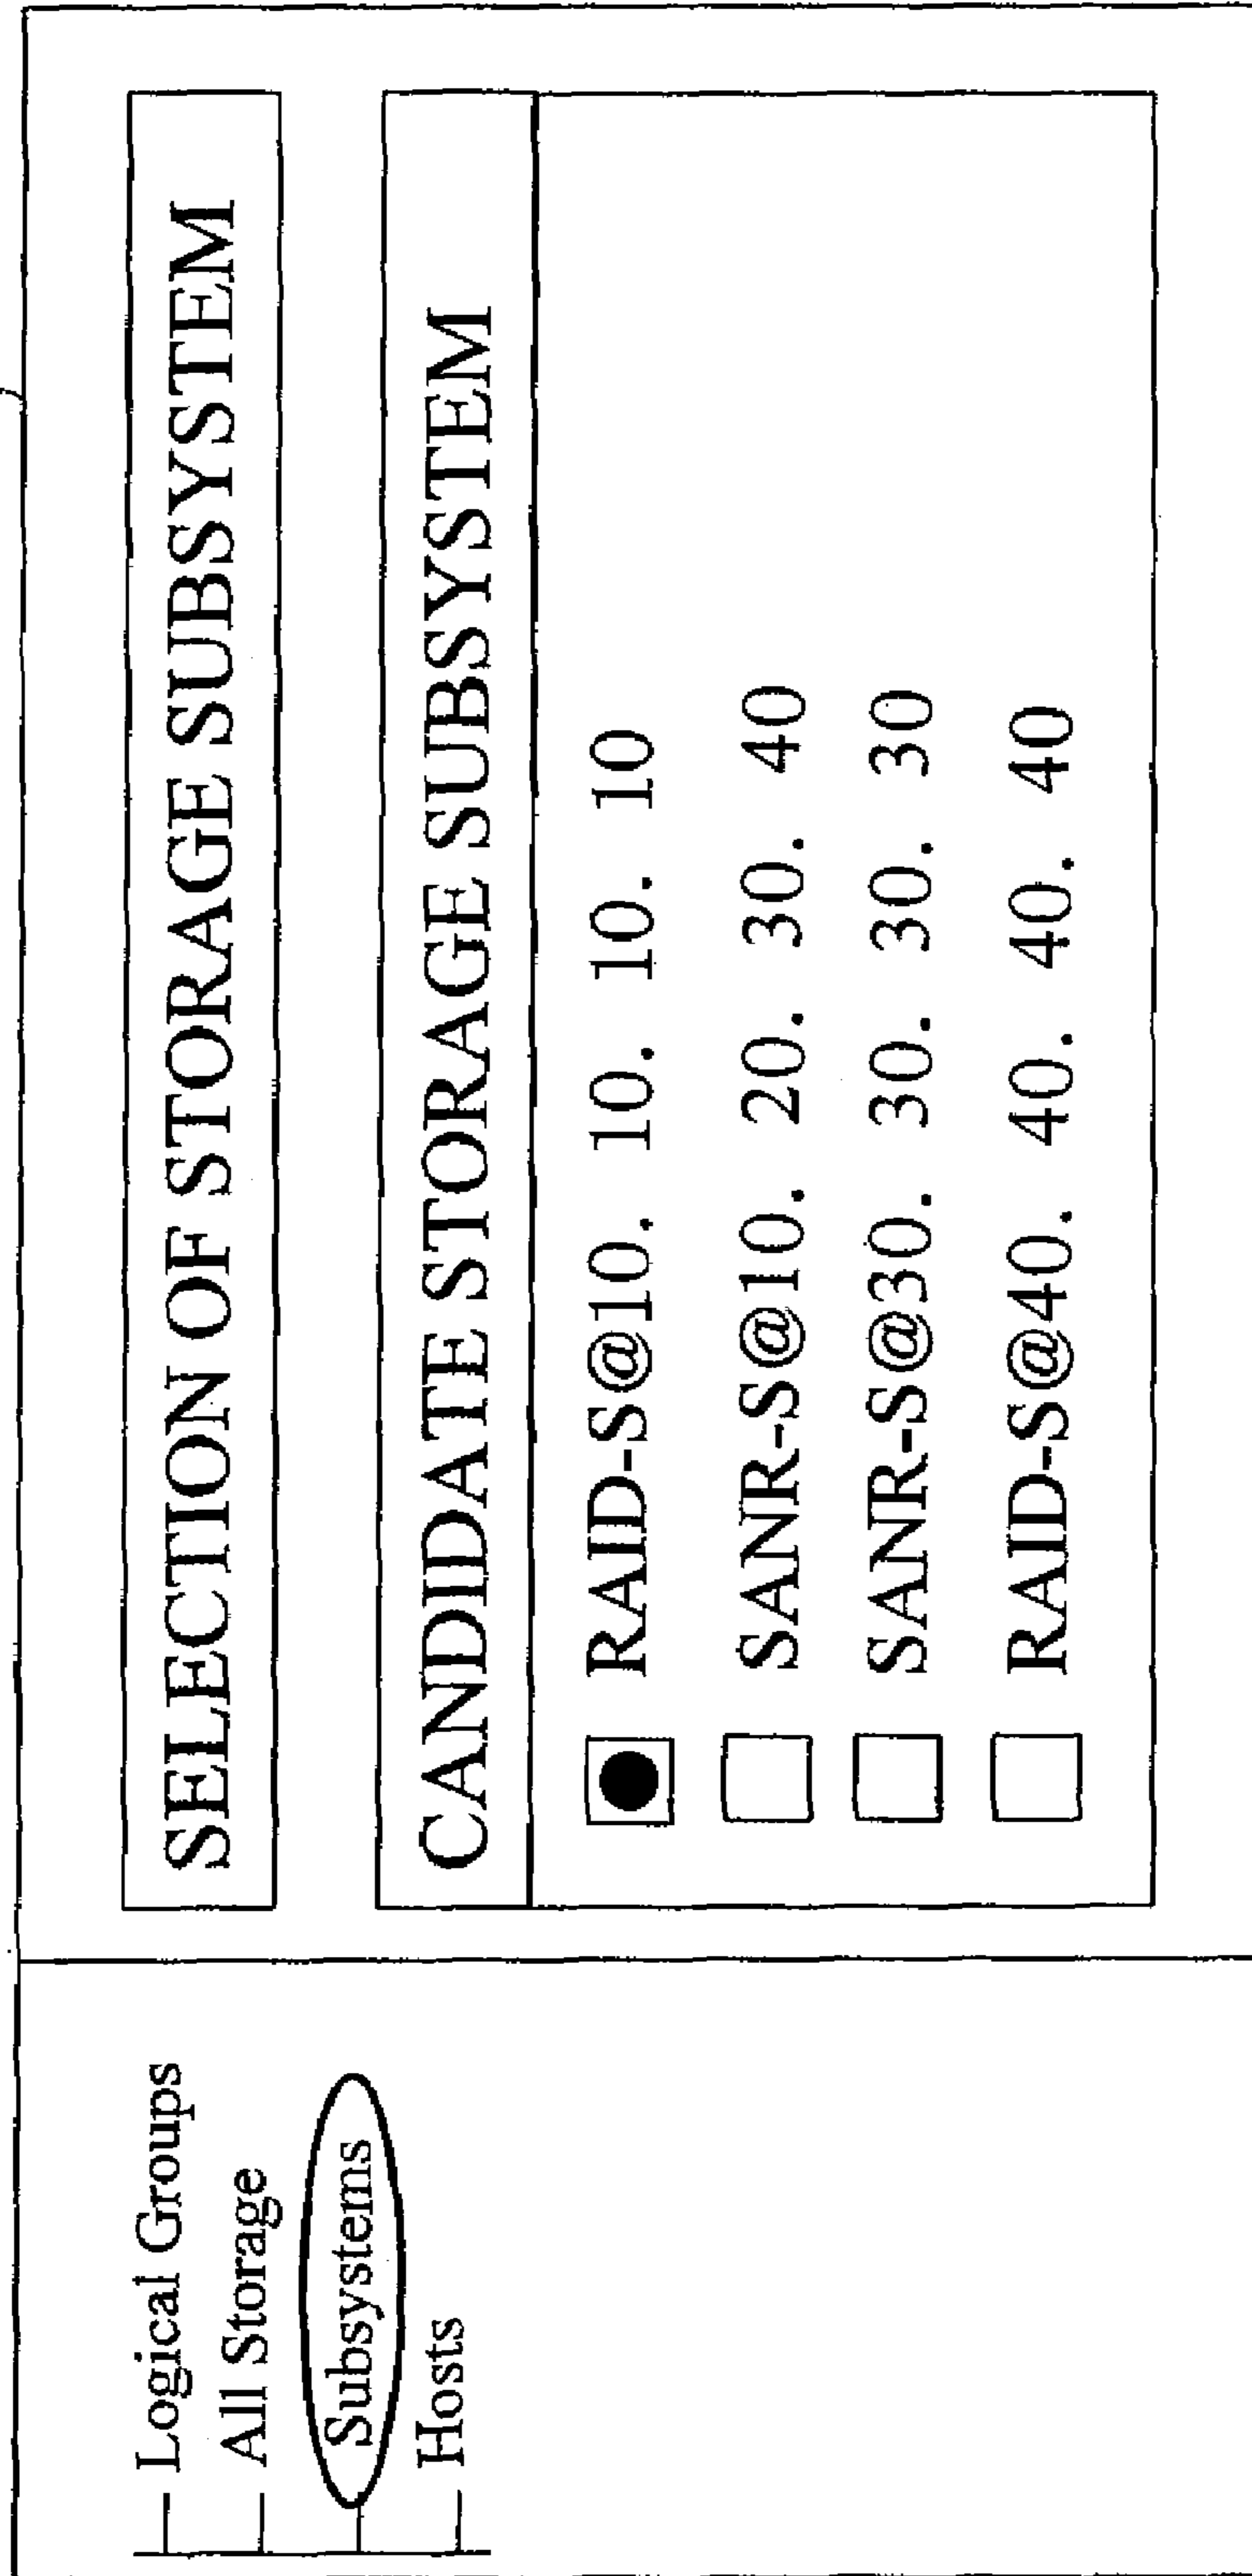 Logical Groups
All Storage
Subsystems
Hosts
SELECTION OF STORAGE SUBSYSTEM
CANDIDATE STORAGE SUBSYSTEM
RAID-S@10. 10. 10. 10
SANR-S@10. 20. 30. 40
SANR-S@30. 30. 30. 30
RAID-S@40. 40. 40. 40